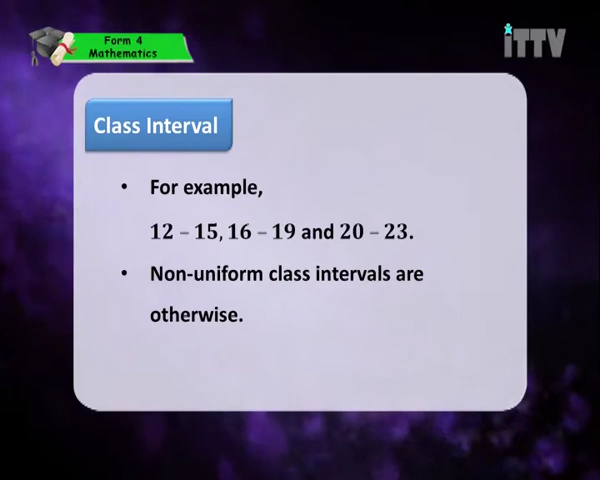 Form 4
Mathematics
iTTV
Class Interval
• For example,
12 – 15, 16 – 19 and 20 – 23.
• Non-uniform class intervals are
otherwise.